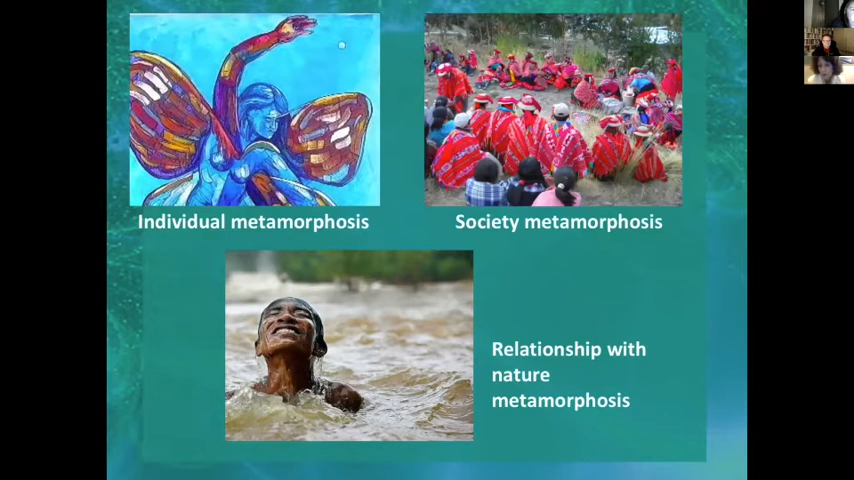 Individual metamorphosis
Society metamorphosis
Relationship with
nature
metamorphosis